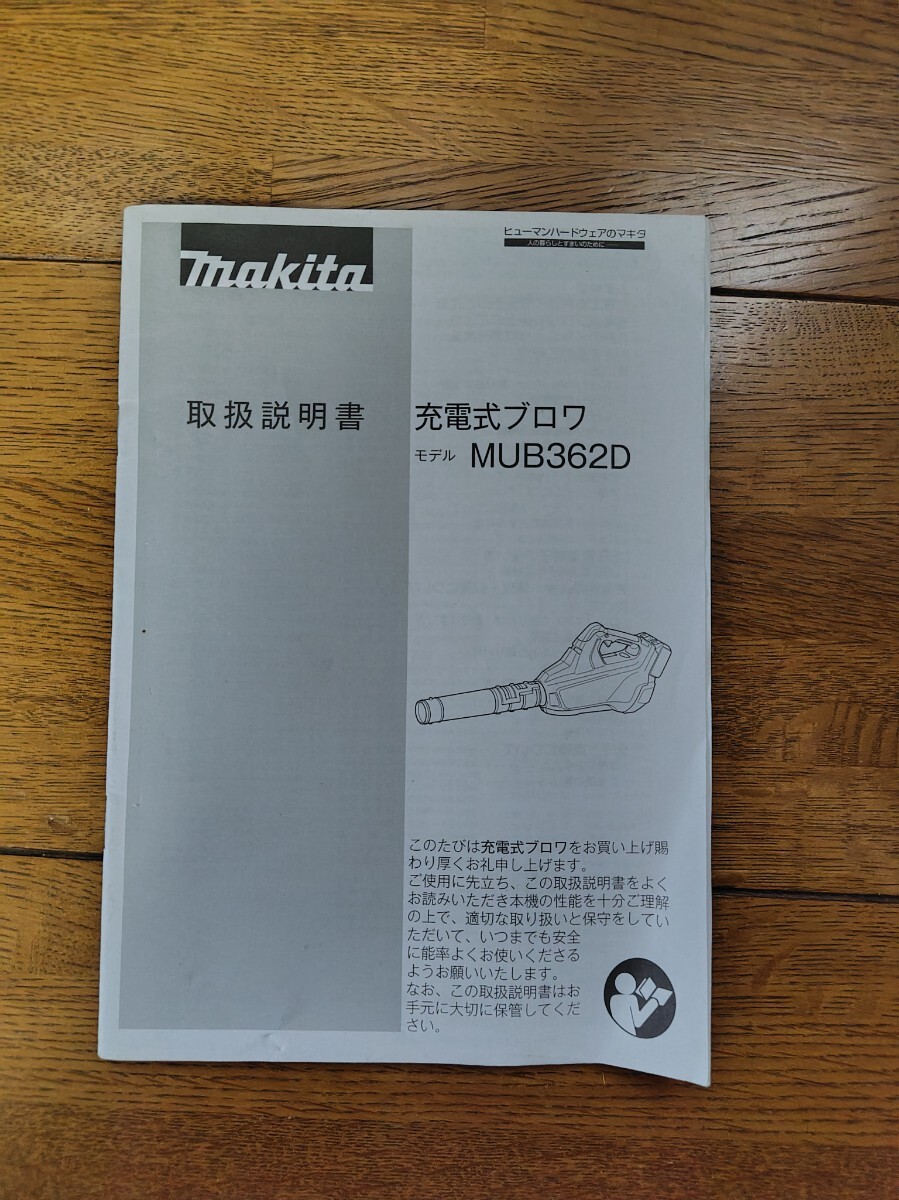 makita
ヒューマンハードウェアのマキタ
人の暮らしとすまいのために
取扱説明書
充電式ブロワ
モデル MUB362D
このたびは充電式ブロワをお買い上げ賜
わり厚くお礼申し上げます。
ご使用に先立ち、この取扱説明書をよく
お読みいただき本機の性能を十分ご理解
の上で、適切な取り扱いと保守をしてい
ただいて、いつまでも安全
に能率よくお使いくださる
ようお願いいたします。
なお、この取扱説明書はお
手元に大切に保管してくだ
さい。